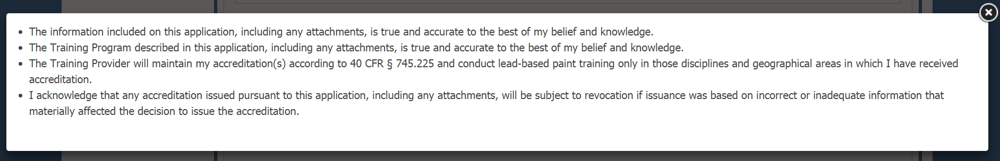 • The information included on this application, including any attachments, is true and accurate to the best of my belief and knowledge.
• The Training Program described in this application, including any attachments, is true and accurate to the best of my belief and knowledge.
• The Training Provider will maintain my accreditation(s) according to 40 CFR § 745.225 and conduct lead-based paint training only in those disciplines and geographical areas in which I have received
accreditation.
• I acknowledge that any accreditation issued pursuant to this application, including any attachments, will be subject to revocation if issuance was based on incorrect or inadequate information that
materially affected the decision to issue the accreditation.